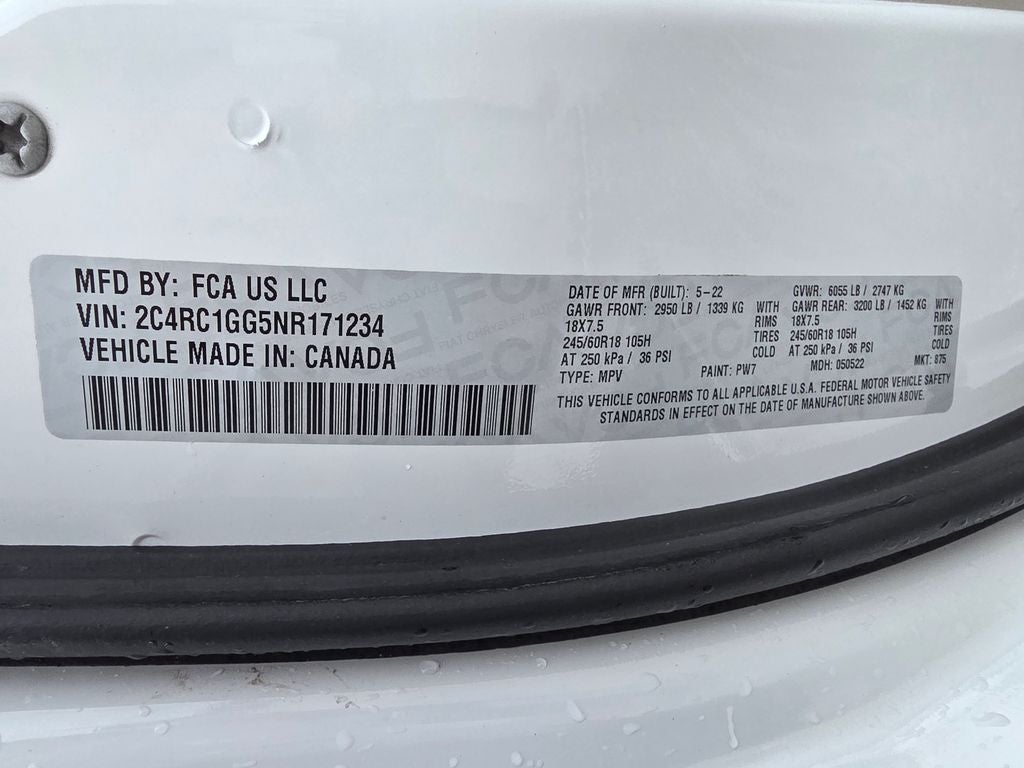 MFD BY: FCA US LLC
VIN: 2C4RC1GG5NR171234
VEHICLE MADE IN: CANADA
DATE OF MFR (BUILT): 5-22 GVWR: 6055 LB / 2747 KG
GAWR FRONT: 2950 LB / 1339 KG WITH GAWR REAR: 3200 LB / 1452 KG WITH
18X7.5 RIMS 18X7.5 RIMS
245/60R18 105H TIRES 245/60R18 105H TIRES
AT 250 kPa / 36 PSI COLD AT 250 kPa / 36 PSI COLD
TYPE: MPV PAINT: PW7 MDH: 050522 MKT: 875
THIS VEHICLE CONFORMS TO ALL APPLICABLE U.S.A. FEDERAL MOTOR VEHICLE SAFETY
STANDARDS IN EFFECT ON THE DATE OF MANUFACTURE SHOWN ABOVE.